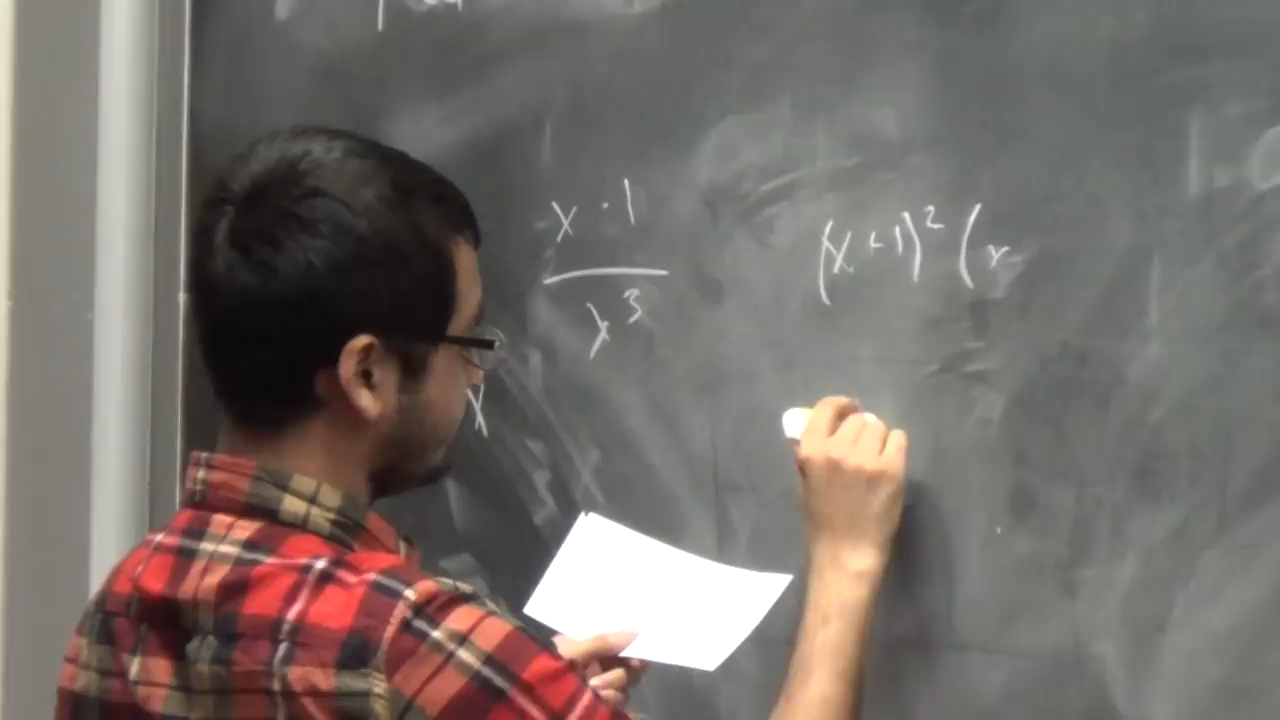 x - 1
x³
(x+1)² (x
x